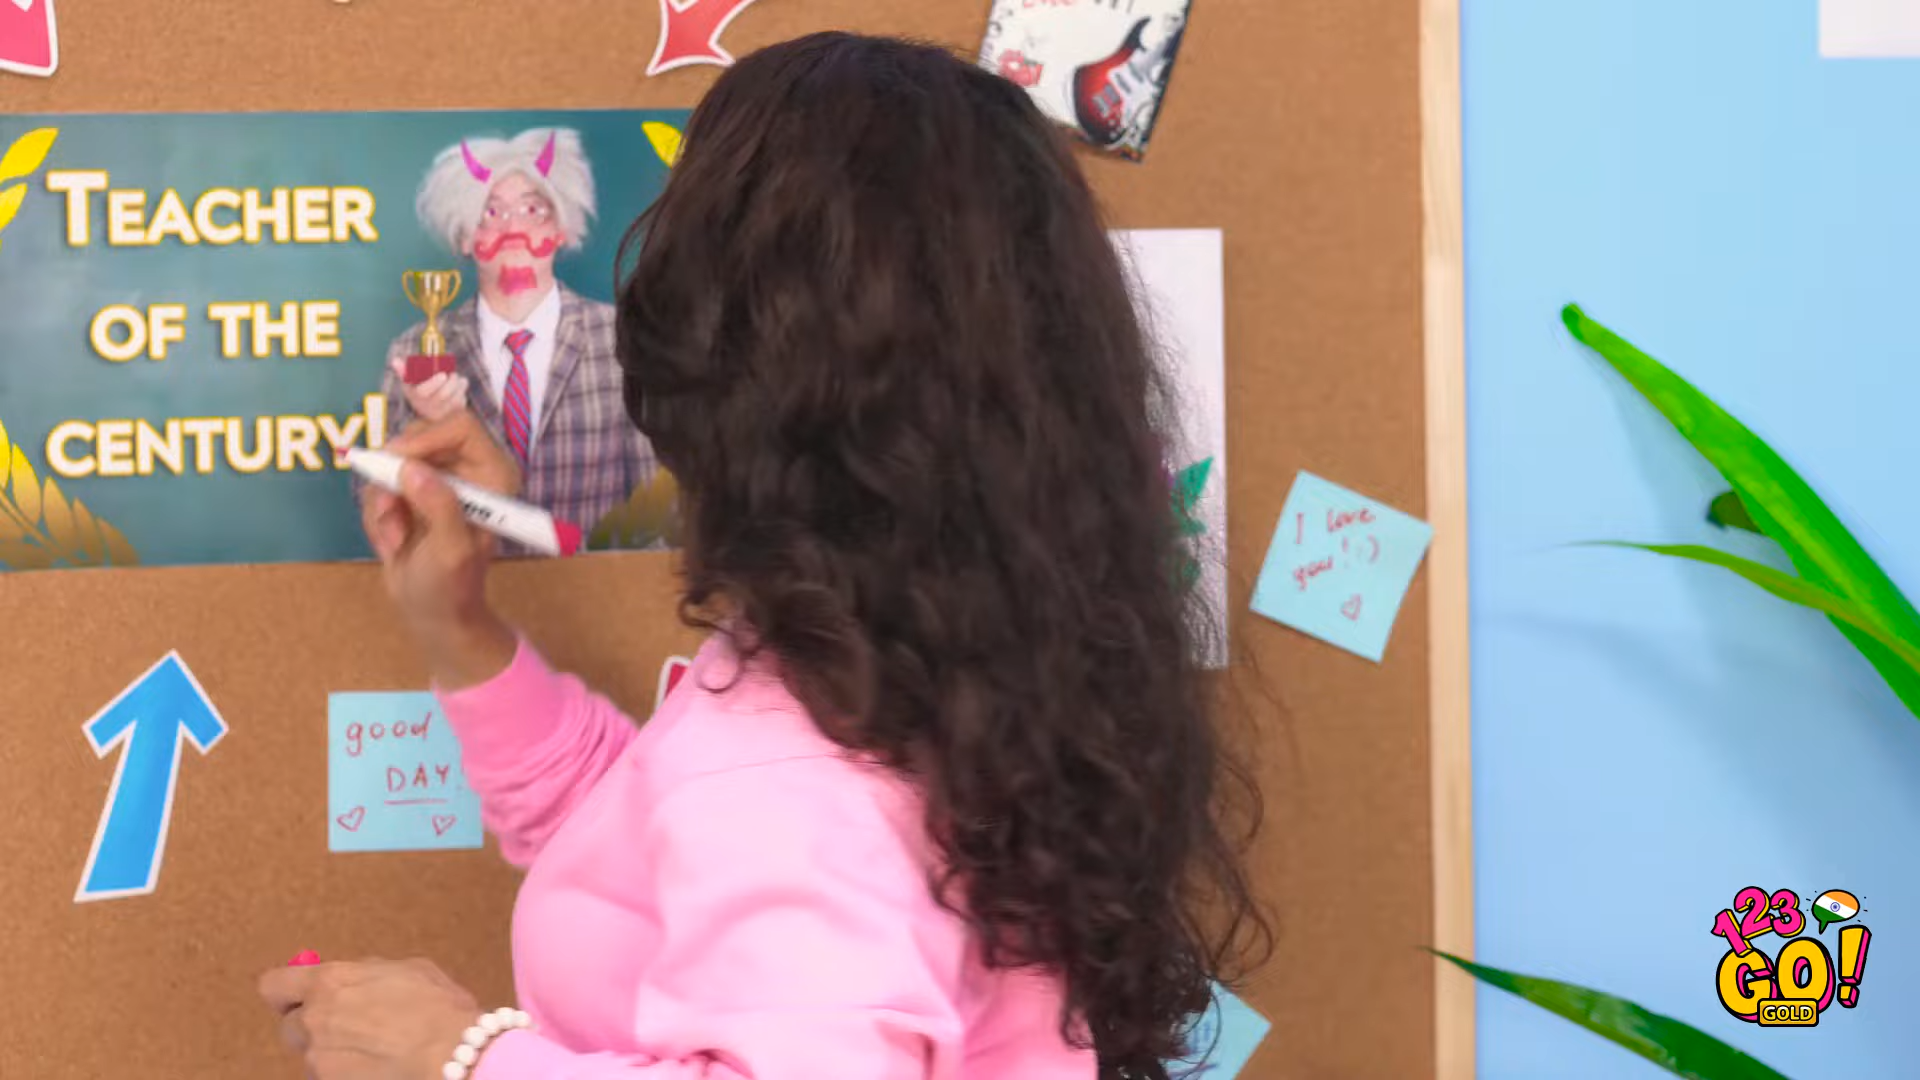 TEACHER
OF THE
CENTURY!
I love
you! :)
good
DAY
123
GO!
GOLD